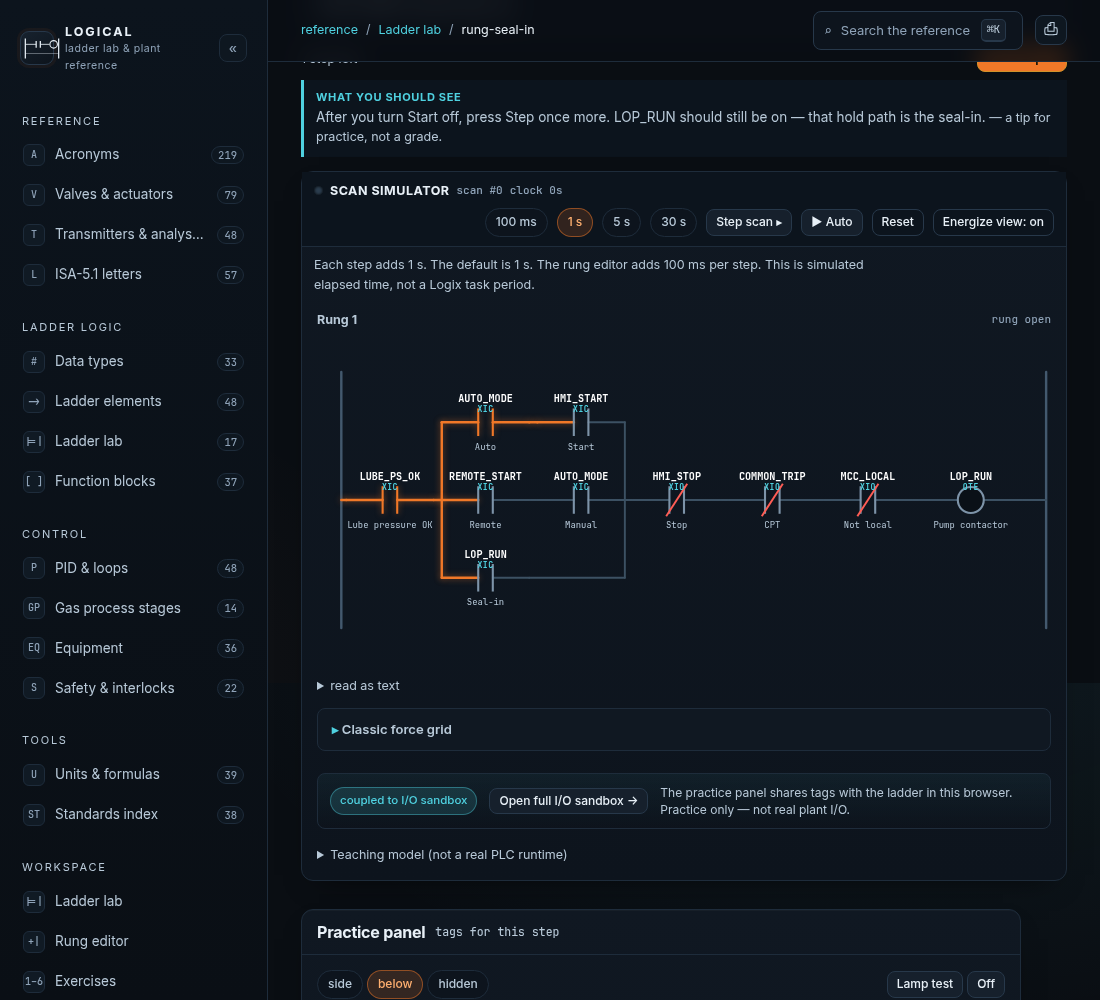 LOGICAL
ladder lab & plant
reference
«
REFERENCE
A Acronyms 219
V Valves & actuators 79
T Transmitters & analys... 48
L ISA-5.1 letters 57
LADDER LOGIC
# Data types 33
→ Ladder elements 48
Ladder lab 17
[ ] Function blocks 37
CONTROL
P PID & loops 48
GP Gas process stages 14
EQ Equipment 36
S Safety & interlocks 22
TOOLS
U Units & formulas 39
ST Standards index 38
WORKSPACE
Ladder lab
+| Rung editor
1–6 Exercises
reference / Ladder lab / rung-seal-in
Search the reference ⌘K
WHAT YOU SHOULD SEE
After you turn Start off, press Step once more. LOP_RUN should still be on — that hold path is the seal-in. — a tip for
practice, not a grade.
SCAN SIMULATOR scan #0 clock 0s
100 ms 1 s 5 s 30 s Step scan ▸ ▶ Auto Reset Energize view: on
Each step adds 1 s. The default is 1 s. The rung editor adds 100 ms per step. This is simulated
elapsed time, not a Logix task period.
Rung 1 rung open
AUTO_MODE HMI_START
XIC XIC
Auto Start
LUBE_PS_OK REMOTE_START AUTO_MODE HMI_STOP COMMON_TRIP MCC_LOCAL LOP_RUN
XIC XIC XIC XIO XIO XIO OTE
Lube pressure OK Remote Manual Stop CPT Not local Pump contactor
LOP_RUN
XIC
Seal-in
▶ read as text
▸ Classic force grid
coupled to I/O sandbox Open full I/O sandbox → The practice panel shares tags with the ladder in this browser.
Practice only — not real plant I/O.
▶ Teaching model (not a real PLC runtime)
Practice panel tags for this step
side below hidden Lamp test Off